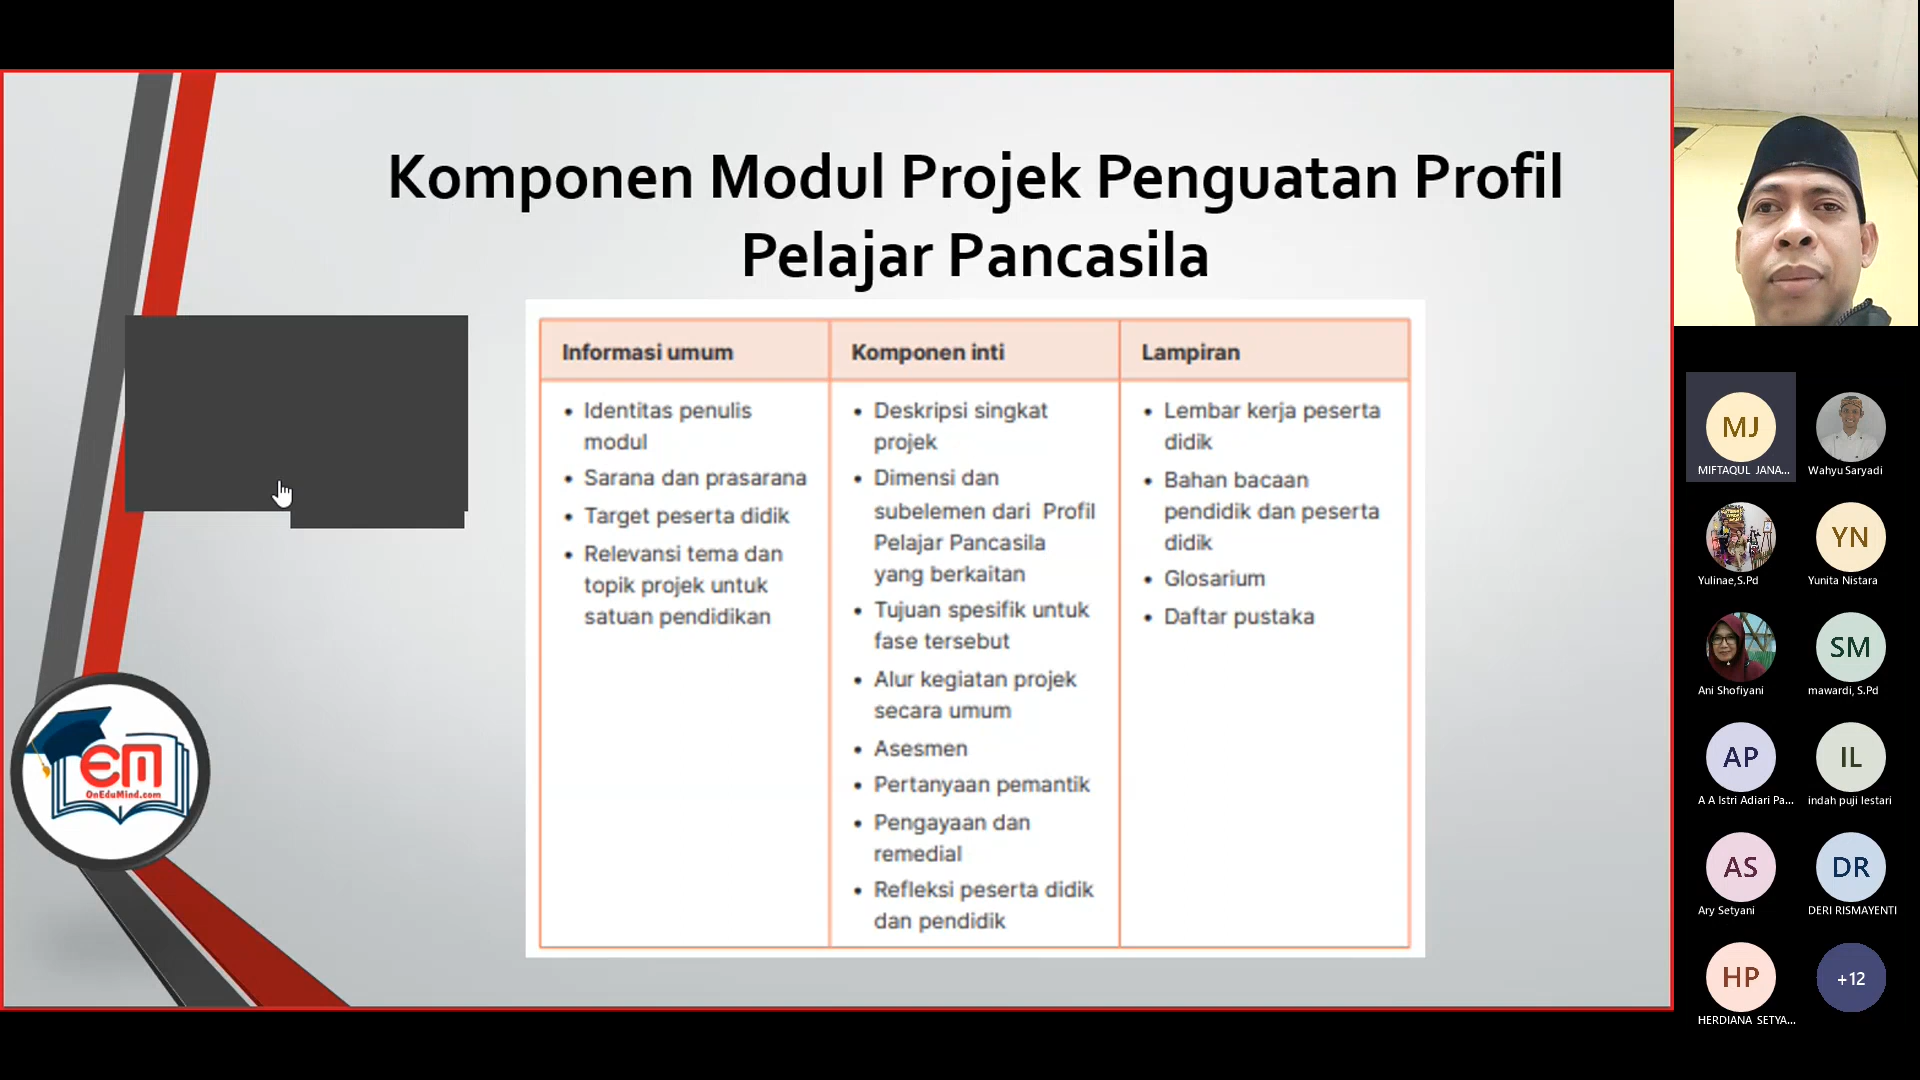 Komponen Modul Projek Penguatan Profil
Pelajar Pancasila
Informasi umum
• Identitas penulis
modul
• Sarana dan prasarana
• Target peserta didik
• Relevansi tema dan
topik projek untuk
satuan pendidikan
Komponen inti
• Deskripsi singkat
projek
• Dimensi dan
subelemen dari Profil
Pelajar Pancasila
yang berkaitan
• Tujuan spesifik untuk
fase tersebut
• Alur kegiatan projek
secara umum
• Asesmen
• Pertanyaan pemantik
• Pengayaan dan
remedial
• Refleksi peserta didik
dan pendidik
Lampiran
• Lembar kerja peserta
didik
• Bahan bacaan
pendidik dan peserta
didik
• Glosarium
• Daftar pustaka
EM
OnEduMind.com
MJ
MIFTAQUL JANA...
Wahyu Saryadi
Yulinae,S.Pd
YN
Yunita Nistara
Ani Shofiyani
SM
mawardi, S.Pd
AP
A A Istri Adiari Pa...
IL
indah puji lestari
AS
Ary Setyani
DR
DERI RISMAYENTI
HP
HERDIANA SETYA...
+12